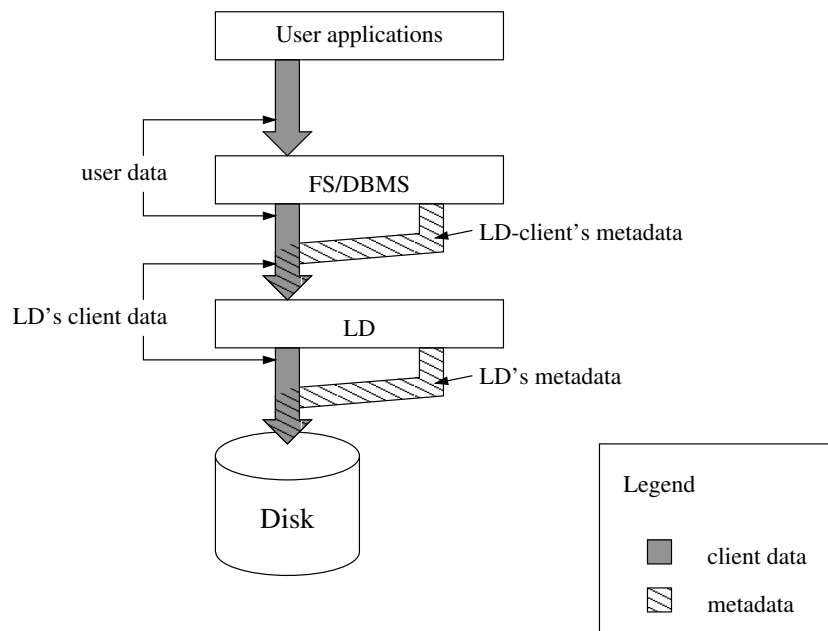 User applications
user data
FS/DBMS
LD-client’s metadata
LD’s client data
LD
LD’s metadata
Disk
Legend
client data
metadata